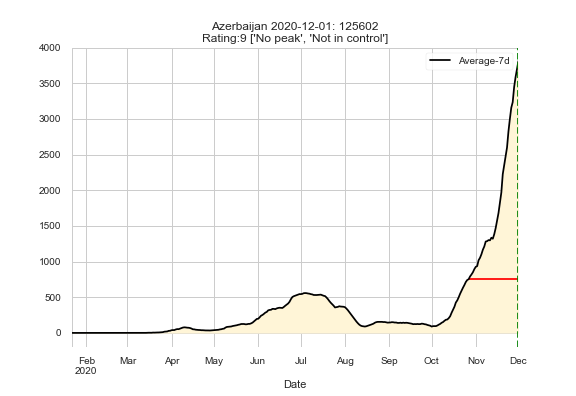 Azerbaijan 2020-12-01: 125602
Rating:9 ['No peak', 'Not in control']
Average-7d
4000
3500
3000
2500
2000
1500
1000
500
0
Feb Mar Apr May Jun Jul Aug Sep Oct Nov Dec
2020
Date